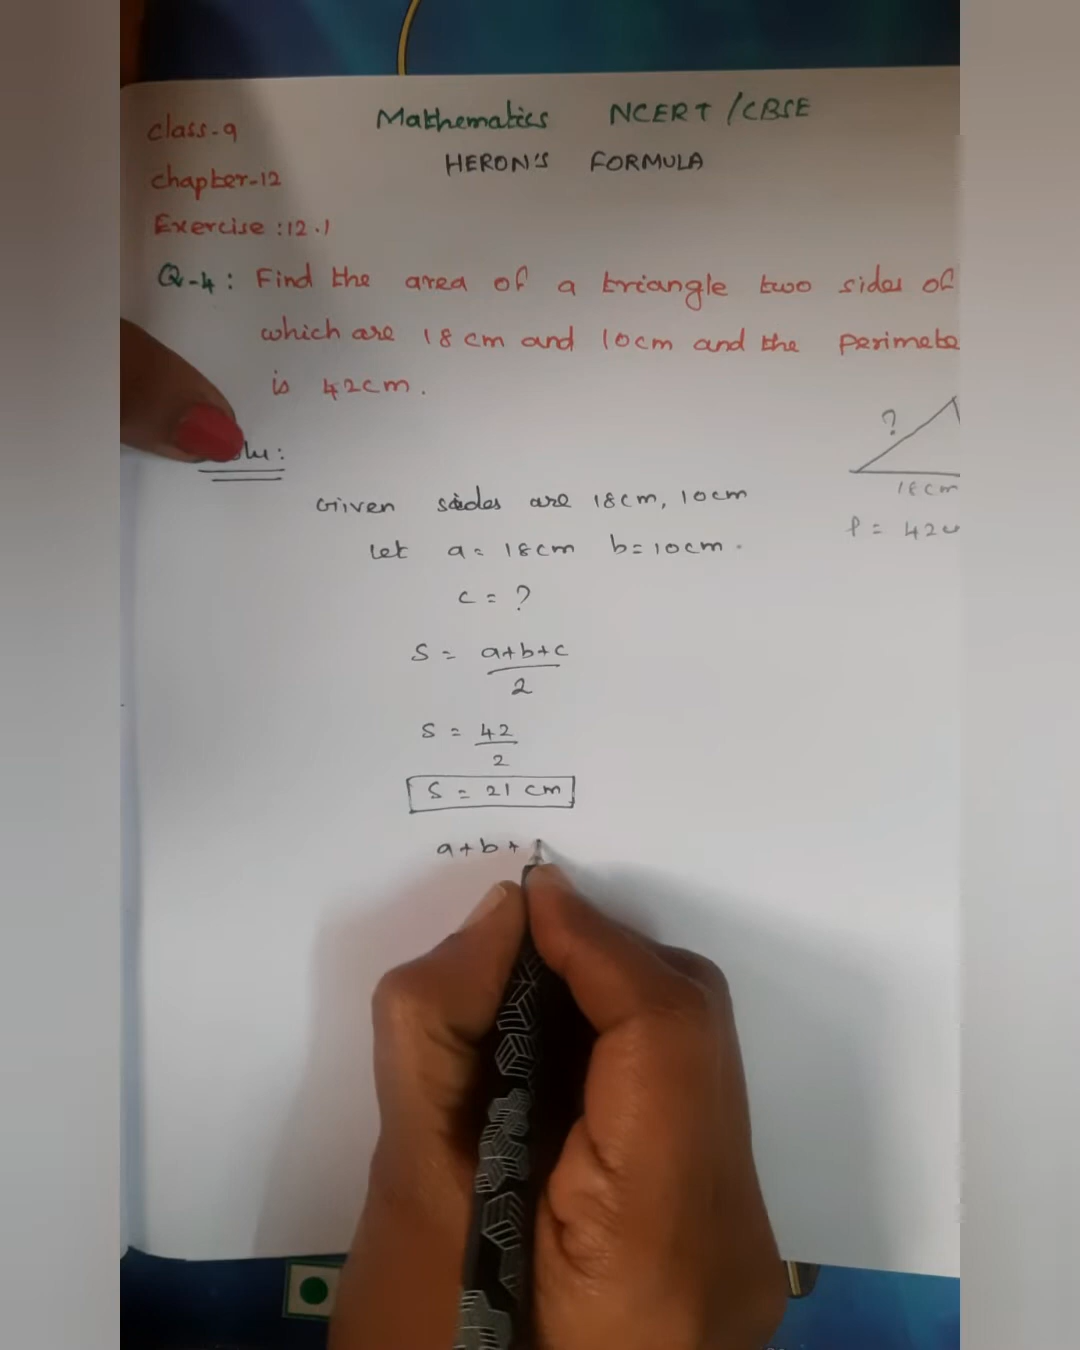 class-9
Mathematics NCERT/CBSE
HERON'S FORMULA
chapter-12
Exercise :12.1
Q-4: Find the area of a triangle two sides of
which are 18cm and 10cm and the perimete
is 42cm.
?
18cm
P = 42
Given sides are 18cm, 10cm
Let a= 18cm b=10cm.
c = ?
S = a+b+c
2
S = 42
2
S = 21 cm
a+b+